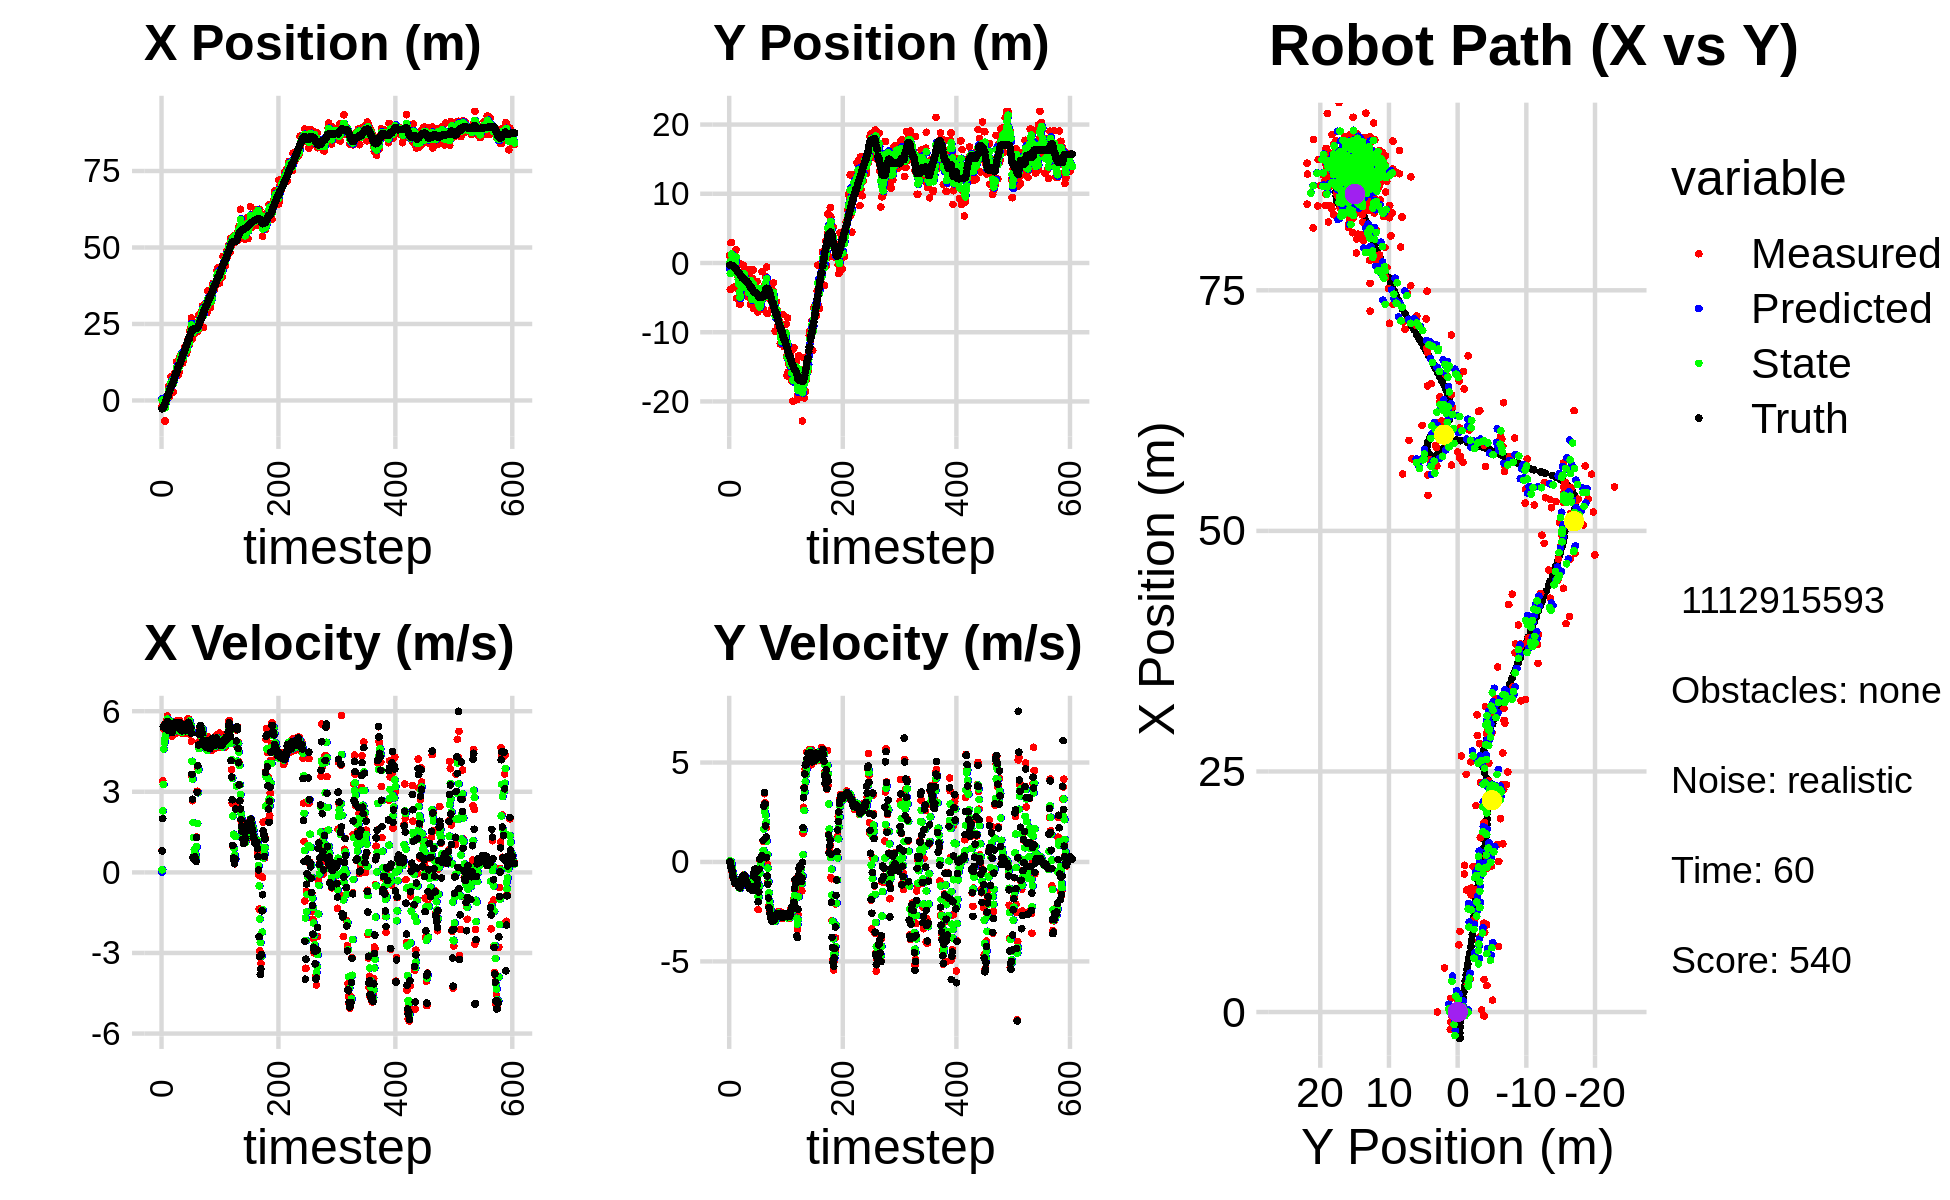 X Position (m)
75
50
25
0
0
200
400
600
timestep
Y Position (m)
20
10
0
-10
-20
0
200
400
600
timestep
X Velocity (m/s)
6
3
0
-3
-6
0
200
400
600
timestep
Y Velocity (m/s)
5
0
-5
0
200
400
600
timestep
Robot Path (X vs Y)
X Position (m)
75
50
25
0
20 10 0 -10 -20
Y Position (m)
variable
Measured
Predicted
State
Truth
1112915593
Obstacles: none
Noise: realistic
Time: 60
Score: 540